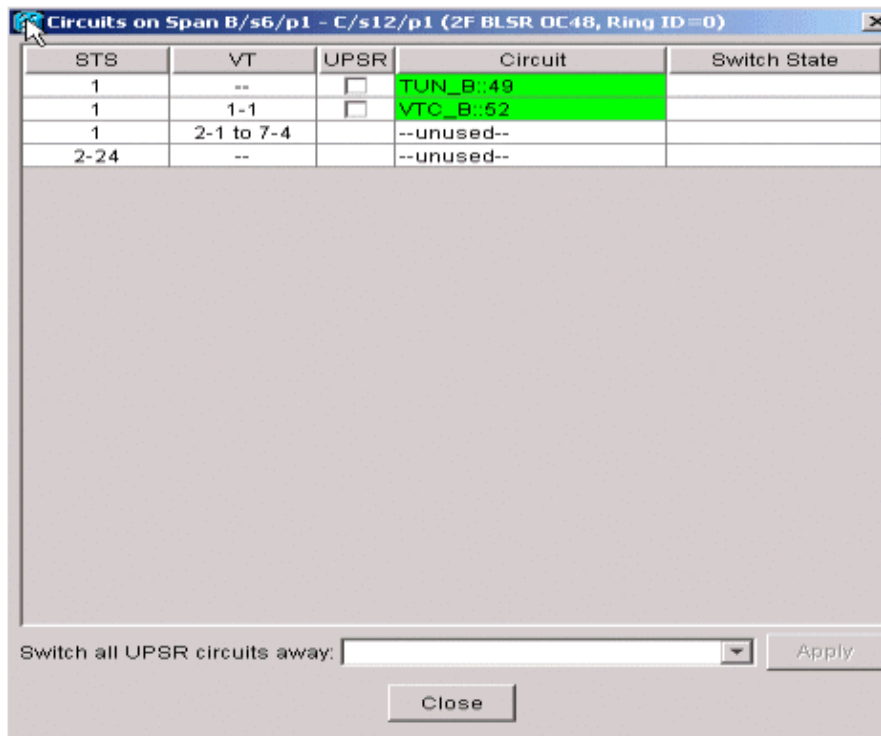 Circuits on Span B/s6/p1 - C/s12/p1 (2F BLSR OC48, Ring ID=0)
STS VT UPSR Circuit Switch State
1 -- TUN_B::49
1 1-1 VTC_B::52
1 2-1 to 7-4 --unused--
2-24 -- --unused--
Switch all UPSR circuits away: Apply
Close